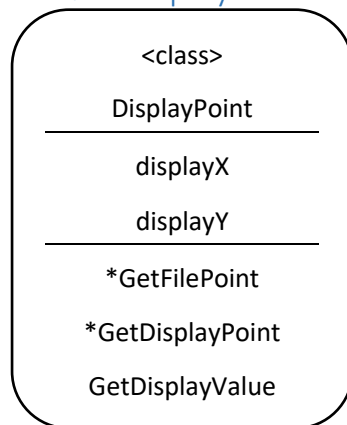 <class>
DisplayPoint
displayX
displayY
*GetFilePoint
*GetDisplayPoint
GetDisplayValue